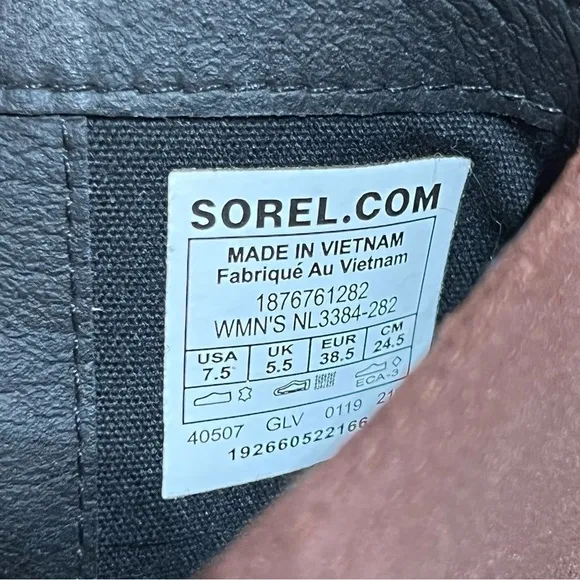 SOREL.COM
MADE IN VIETNAM
Fabriqué Au Vietnam
1876761282
WMN'S NL3384-282
USA UK EUR CM
7.5 5.5 38.5 24.5
ECA-3
40507 GLV 0119
192660522166